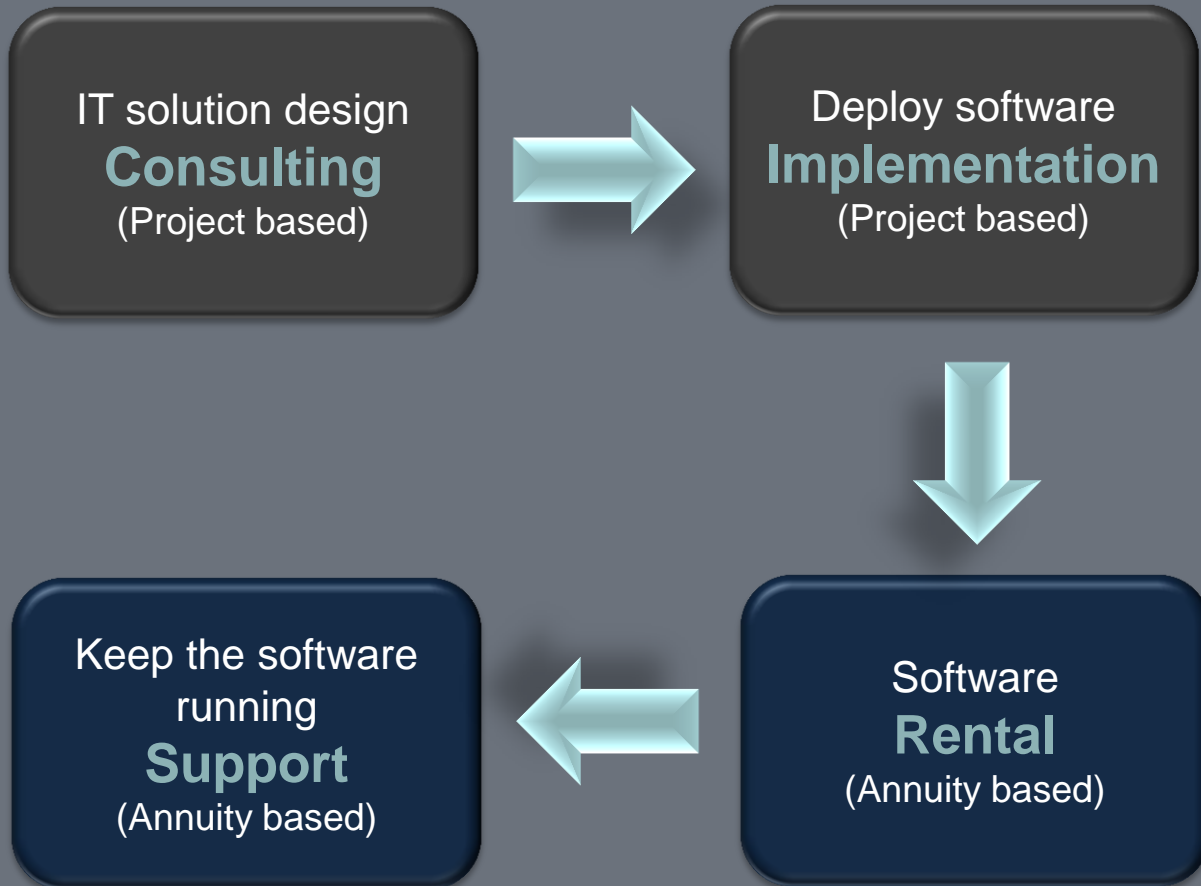 IT solution design
Consulting
(Project based)
Deploy software
Implementation
(Project based)
Software
Rental
(Annuity based)
Keep the software
running
Support
(Annuity based)